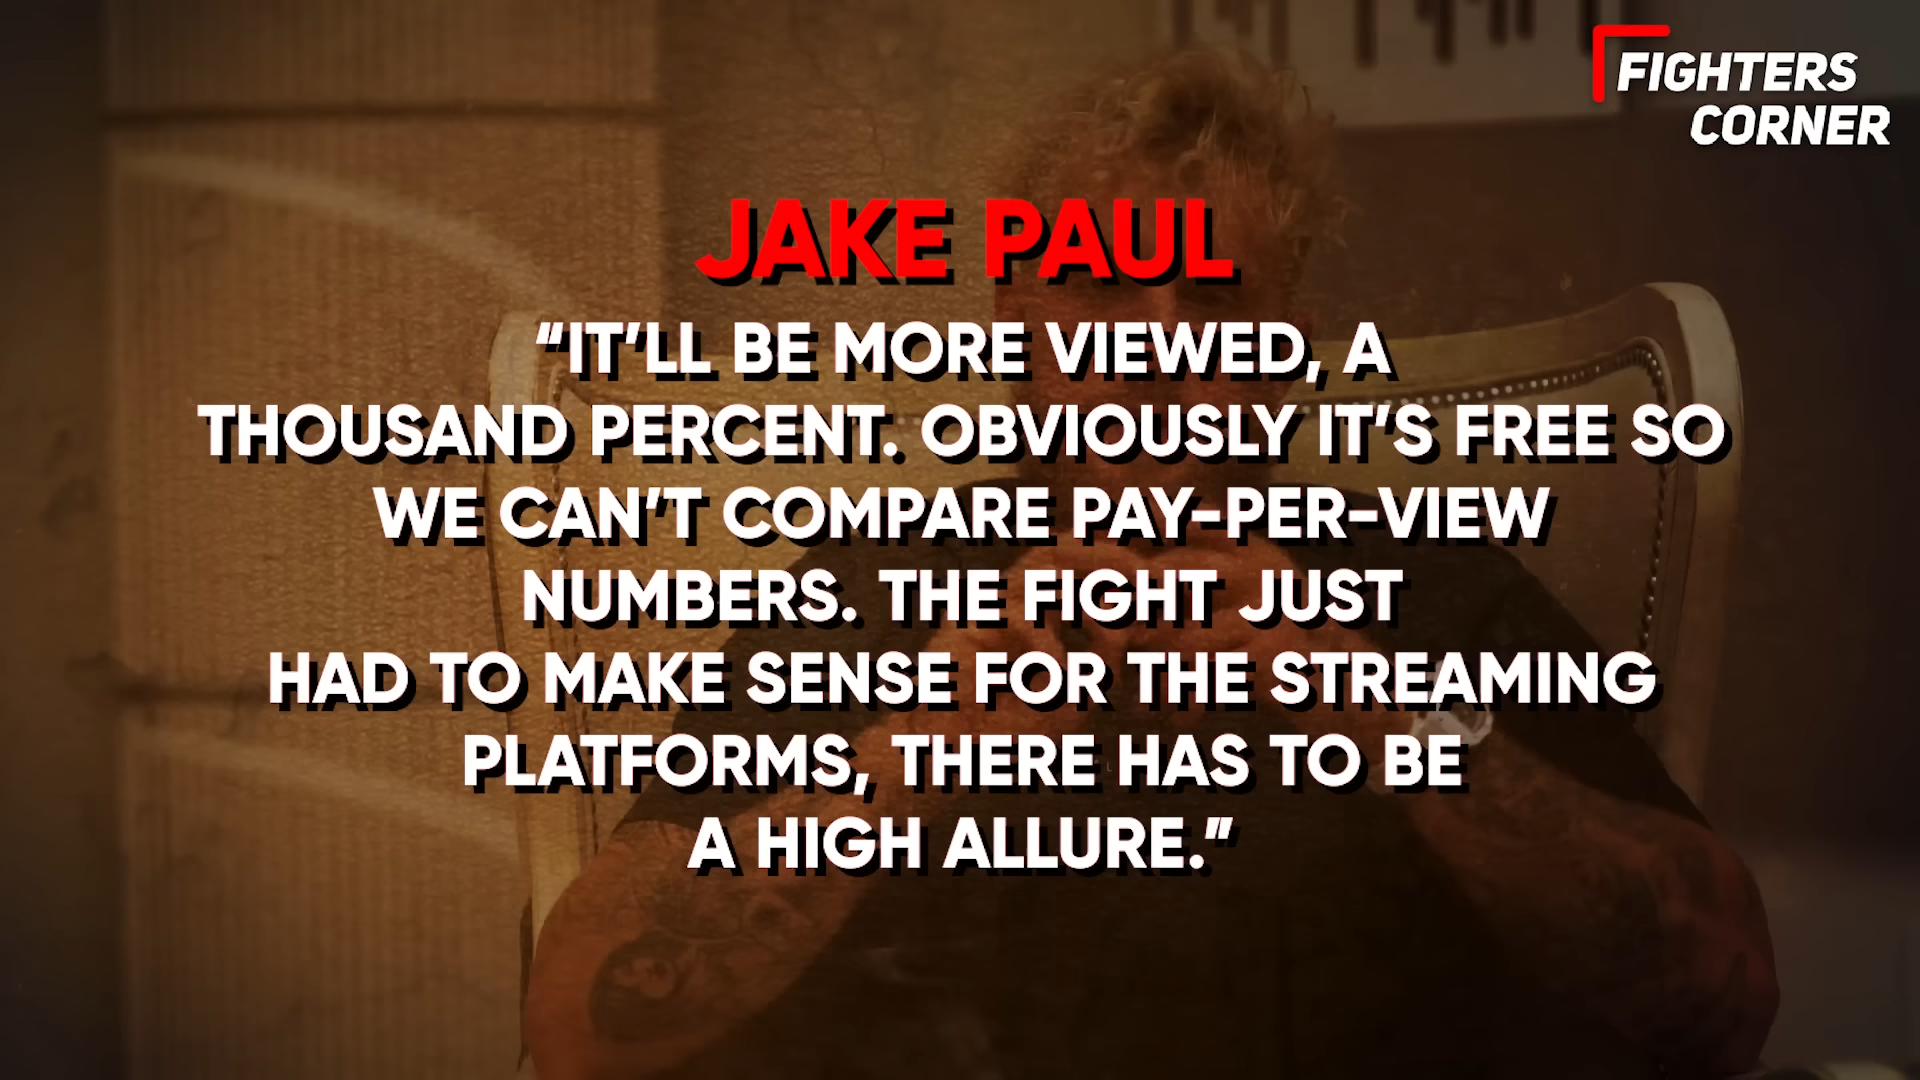 FIGHTERS
CORNER
JAKE PAUL
“IT’LL BE MORE VIEWED, A
THOUSAND PERCENT. OBVIOUSLY IT’S FREE SO
WE CAN’T COMPARE PAY-PER-VIEW
NUMBERS. THE FIGHT JUST
HAD TO MAKE SENSE FOR THE STREAMING
PLATFORMS, THERE HAS TO BE
A HIGH ALLURE.”